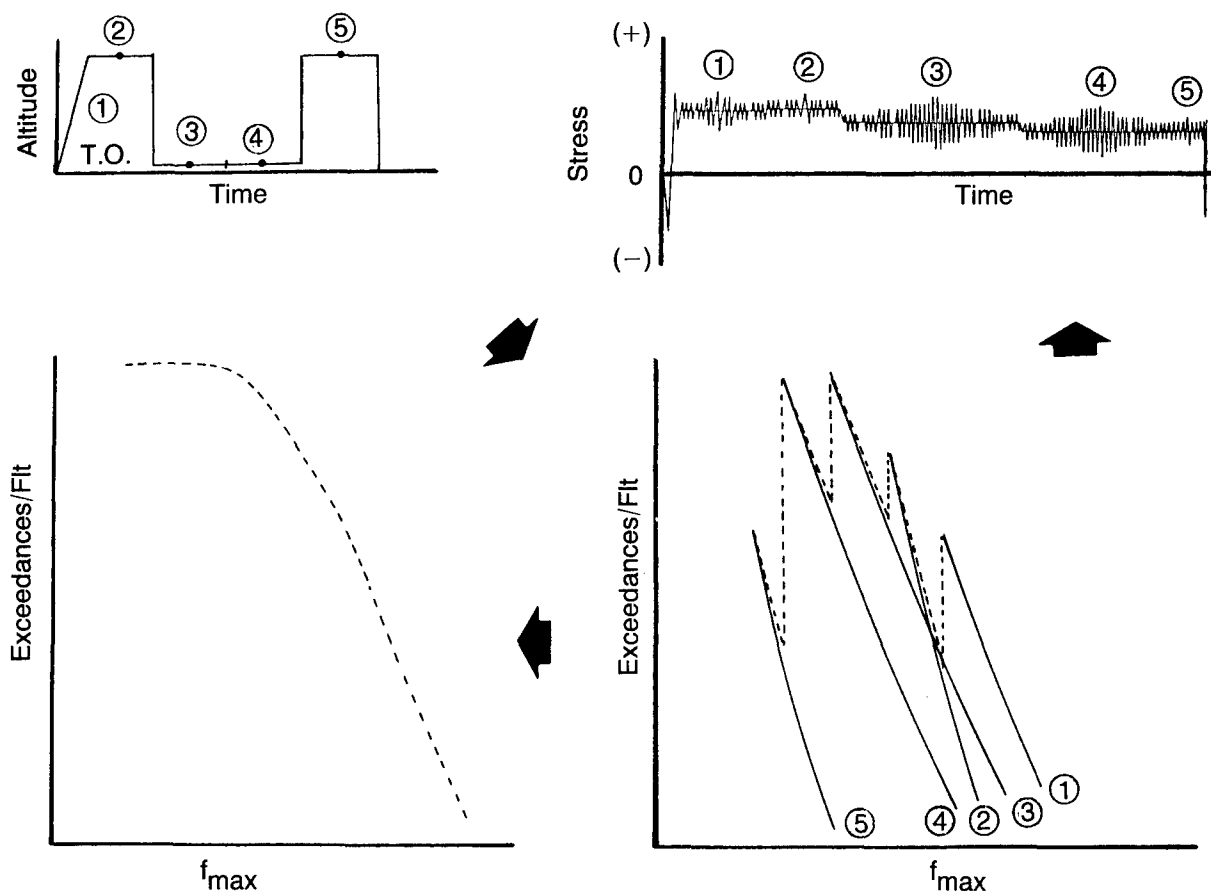 ②
⑤
①
③
④
T.O.
Altitude
Time
(+)
①
②
③
④
⑤
Stress
0
Time
(−)
Exceedances/Flt
f_max
Exceedances/Flt
①
③
②
④
⑤
f_max